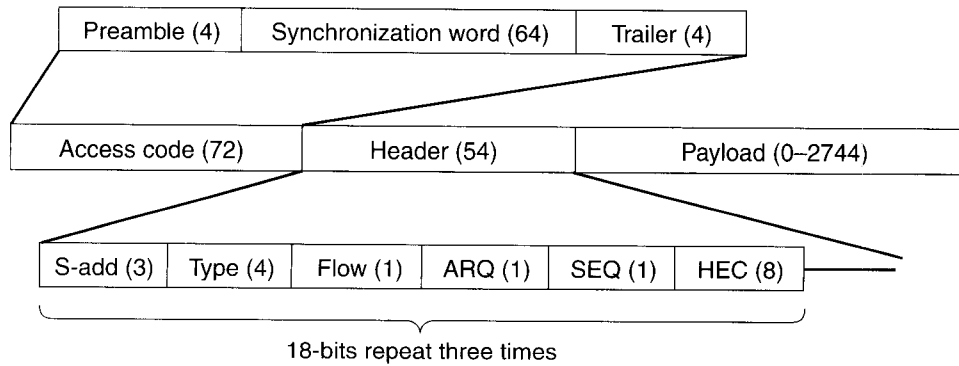 Preamble (4) Synchronization word (64) Trailer (4)
Access code (72) Header (54) Payload (0–2744)
S-add (3) Type (4) Flow (1) ARQ (1) SEQ (1) HEC (8)
18-bits repeat three times